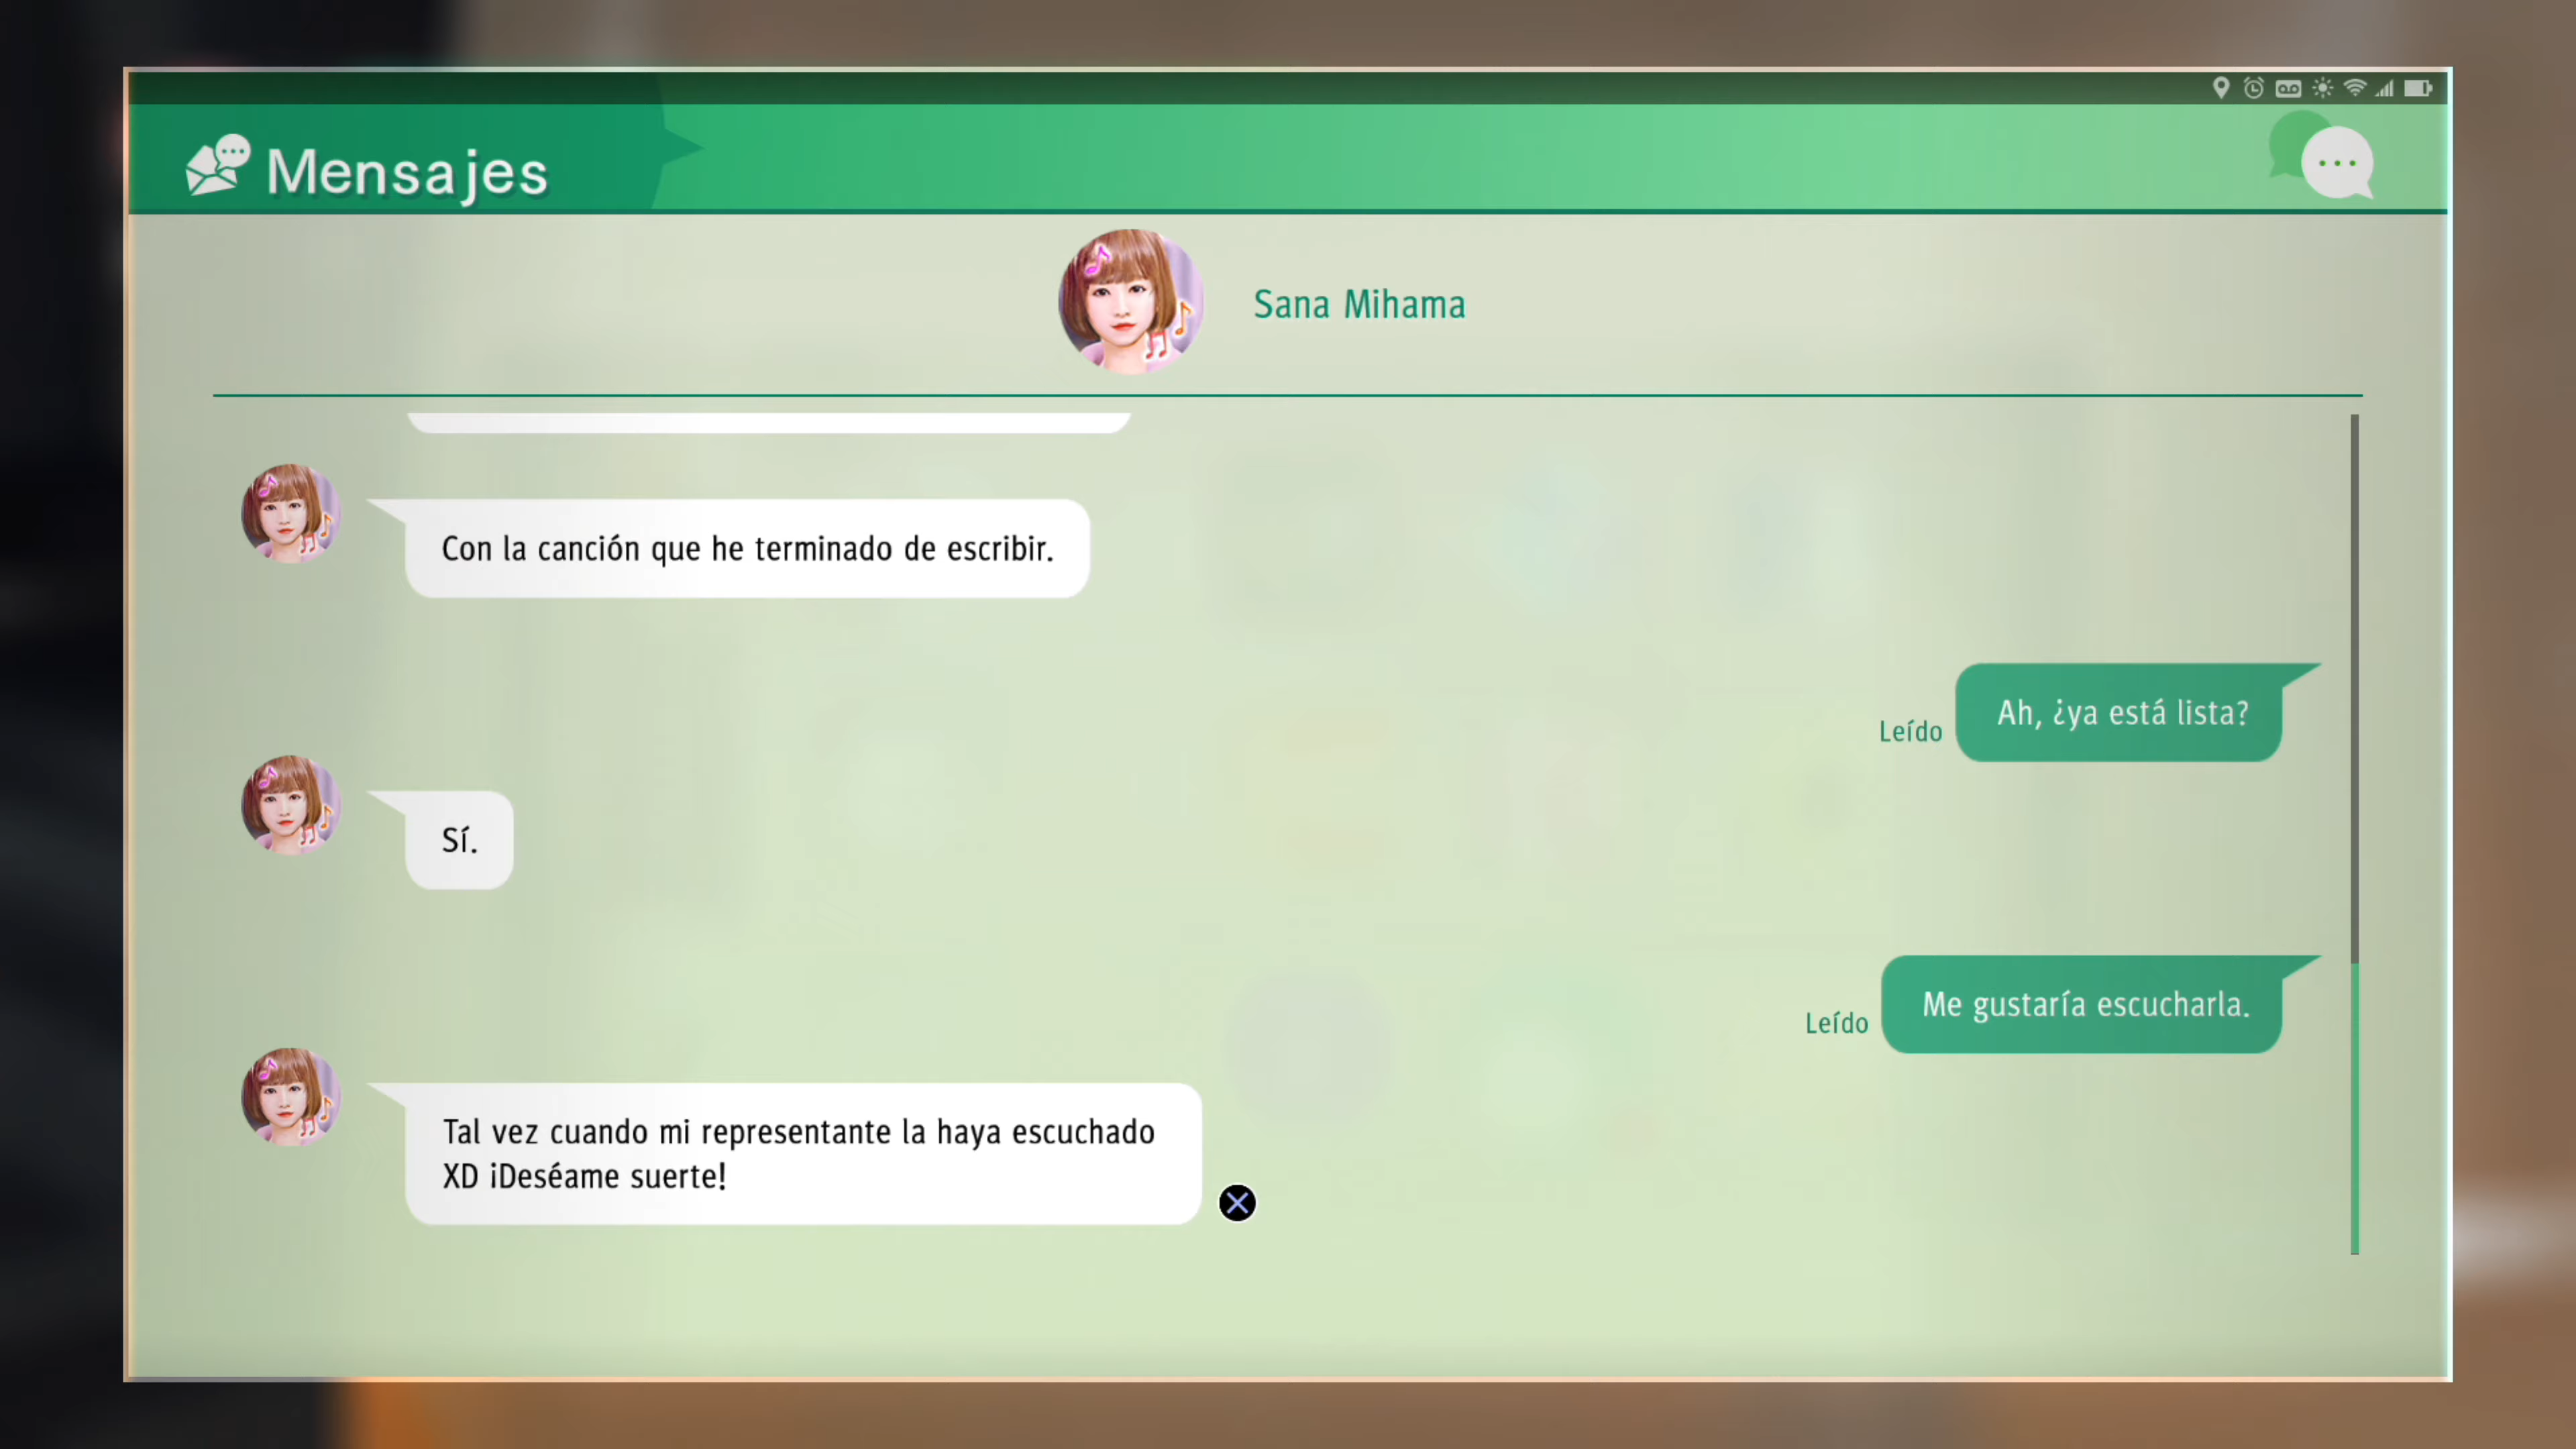 Mensajes
Sana Mihama
Con la canción que he terminado de escribir.
Ah, ¿ya está lista?
Leído
Sí.
Me gustaría escucharla.
Leído
Tal vez cuando mi representante la haya escuchado
XD ¡Deséame suerte!